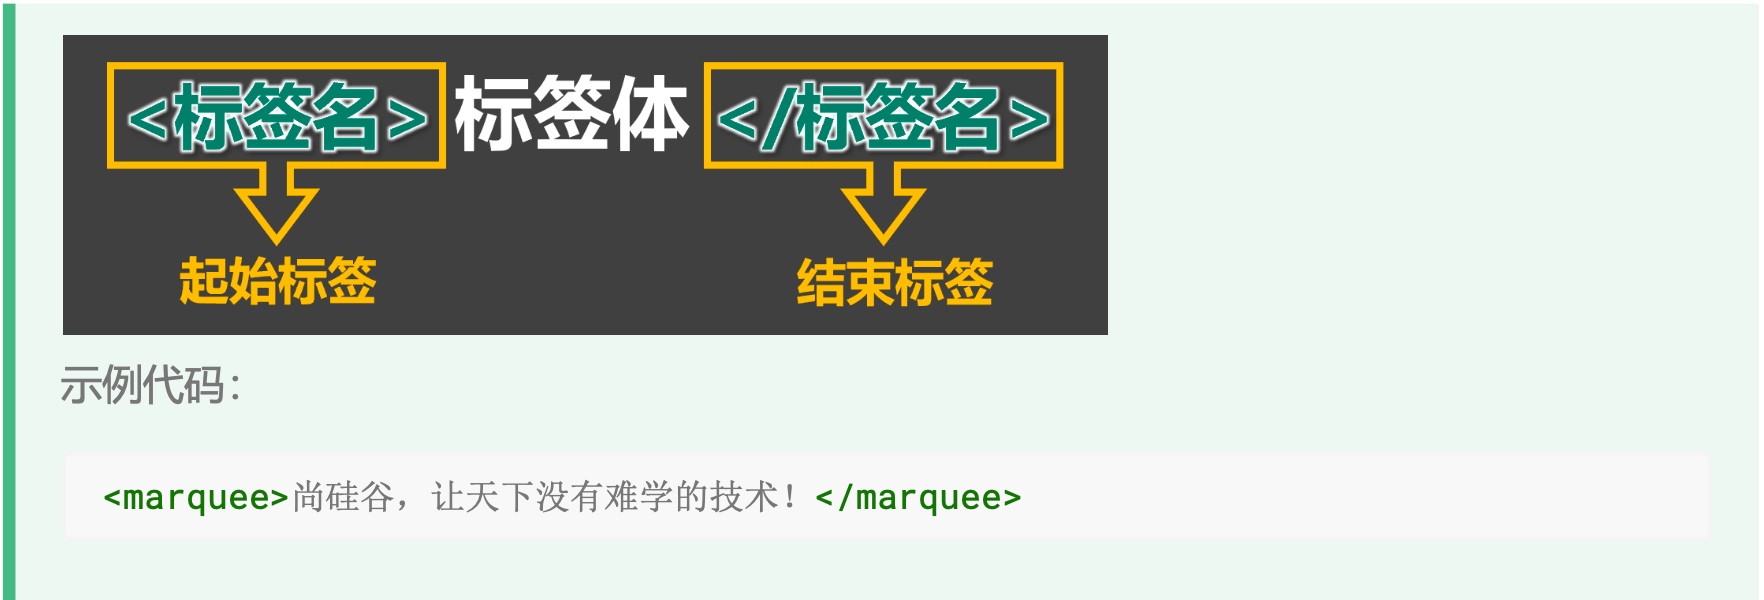 <标签名> 标签体 </标签名>
起始标签 结束标签
示例代码：
<marquee>尚硅谷，让天下没有难学的技术！</marquee>